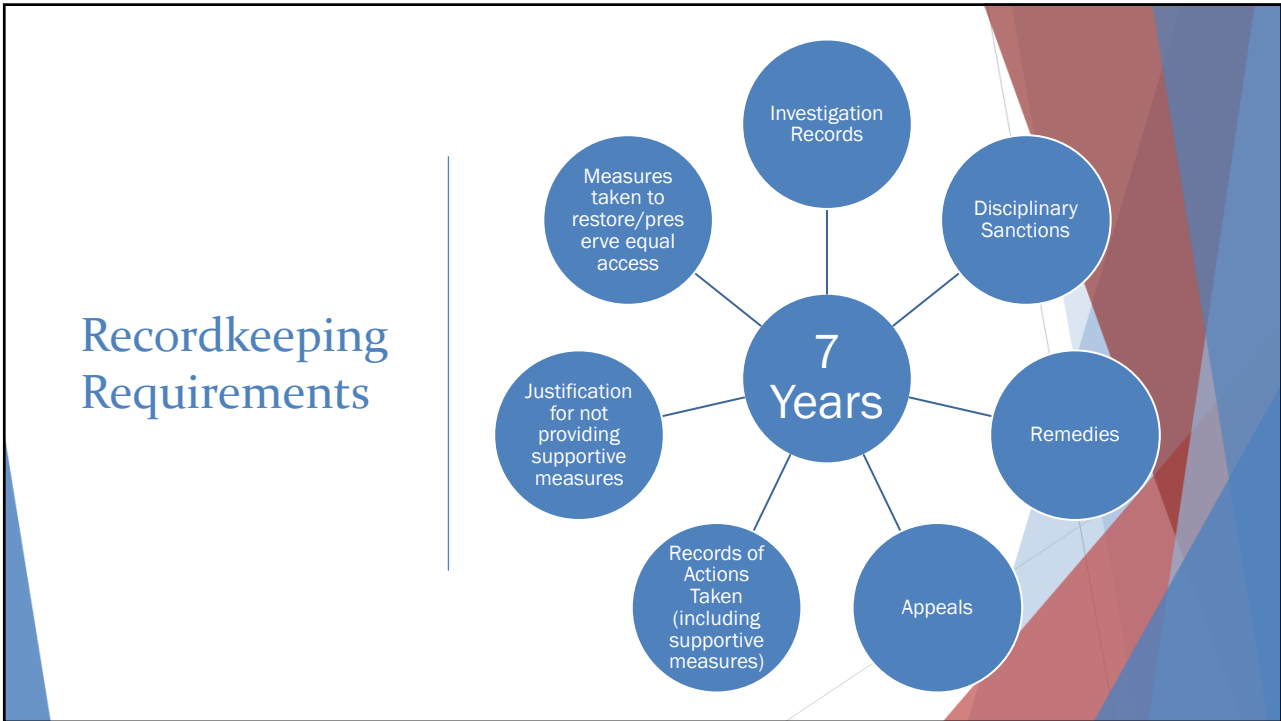 Recordkeeping
Requirements
Investigation
Records
Disciplinary
Sanctions
Remedies
Appeals
Records of
Actions
Taken
(including
supportive
measures)
Justification
for not
providing
supportive
measures
Measures
taken to
restore/pres
erve equal
access
7
Years